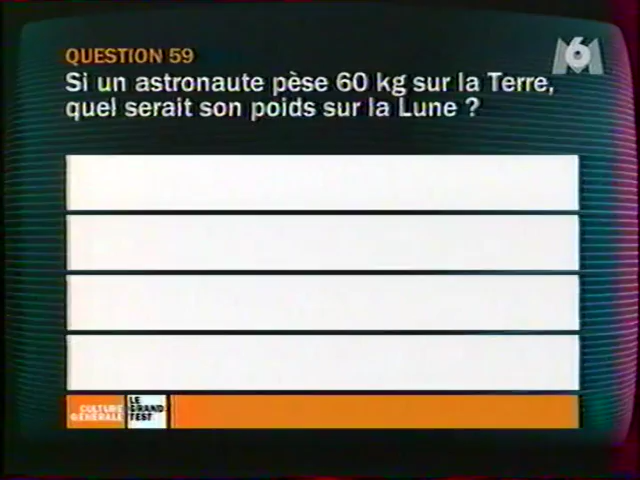 QUESTION 59
M6
Si un astronaute pèse 60 kg sur la Terre,
quel serait son poids sur la Lune ?
CULTURE
GÉNÉRALE
LE
GRAND
TEST